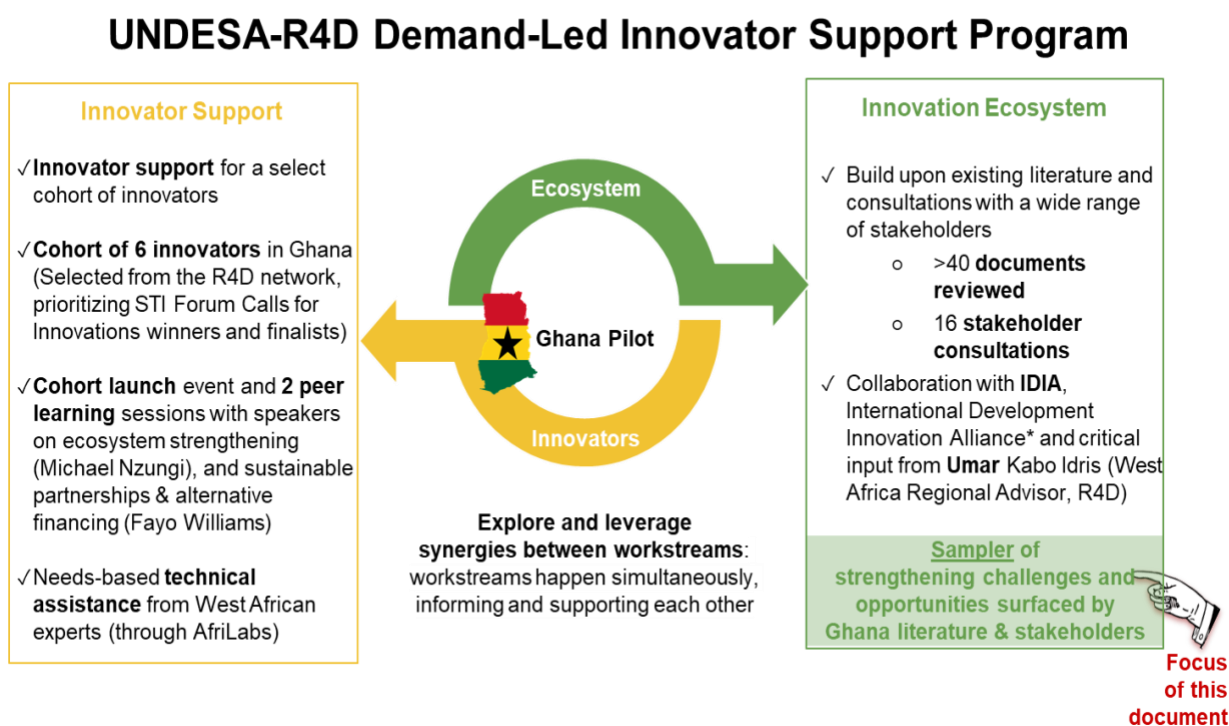 UNDESA-R4D Demand-Led Innovator Support Program
Innovator Support
✓Innovator support for a select
cohort of innovators
✓Cohort of 6 innovators in Ghana
(Selected from the R4D network,
prioritizing STI Forum Calls for
Innovations winners and finalists)
✓Cohort launch event and 2 peer
learning sessions with speakers
on ecosystem strengthening
(Michael Nzungi), and sustainable
partnerships & alternative
financing (Fayo Williams)
✓Needs-based technical
assistance from West African
experts (through AfriLabs)
Ecosystem
Ghana Pilot
Innovators
Explore and leverage
synergies between workstreams:
workstreams happen simultaneously,
informing and supporting each other
Innovation Ecosystem
✓ Build upon existing literature and
consultations with a wide range
of stakeholders
o >40 documents
reviewed
o 16 stakeholder
consultations
✓ Collaboration with IDIA,
International Development
Innovation Alliance* and critical
input from Umar Kabo Idris (West
Africa Regional Advisor, R4D)
Sampler of
strengthening challenges and
opportunities surfaced by
Ghana literature & stakeholders
Focus
of this
document